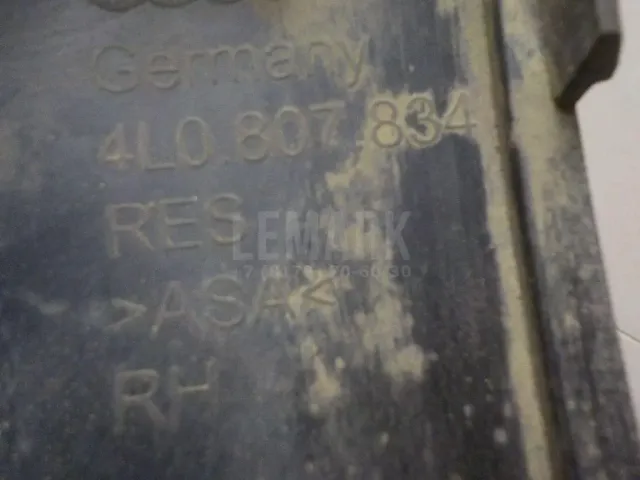 Germany
4L0.807.834
RES
LEMARK
>ASA<
RH